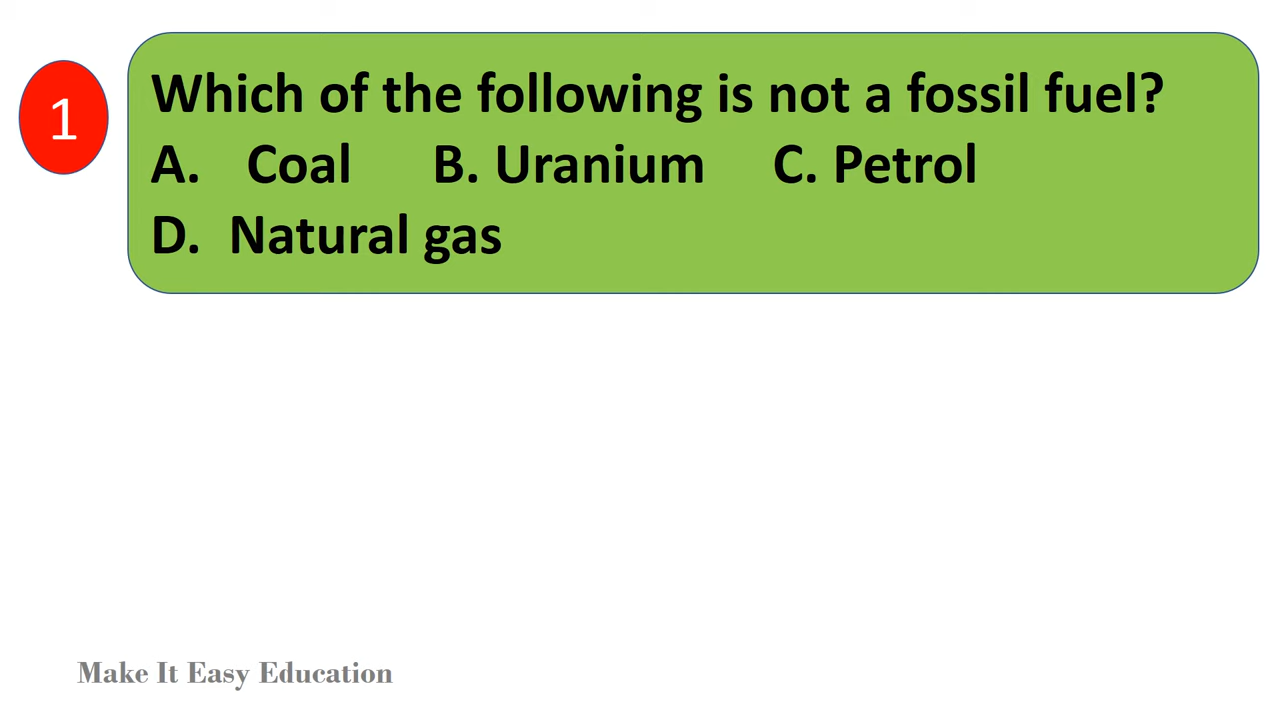 1
Which of the following is not a fossil fuel?
A. Coal B. Uranium C. Petrol
D. Natural gas
Make It Easy Education